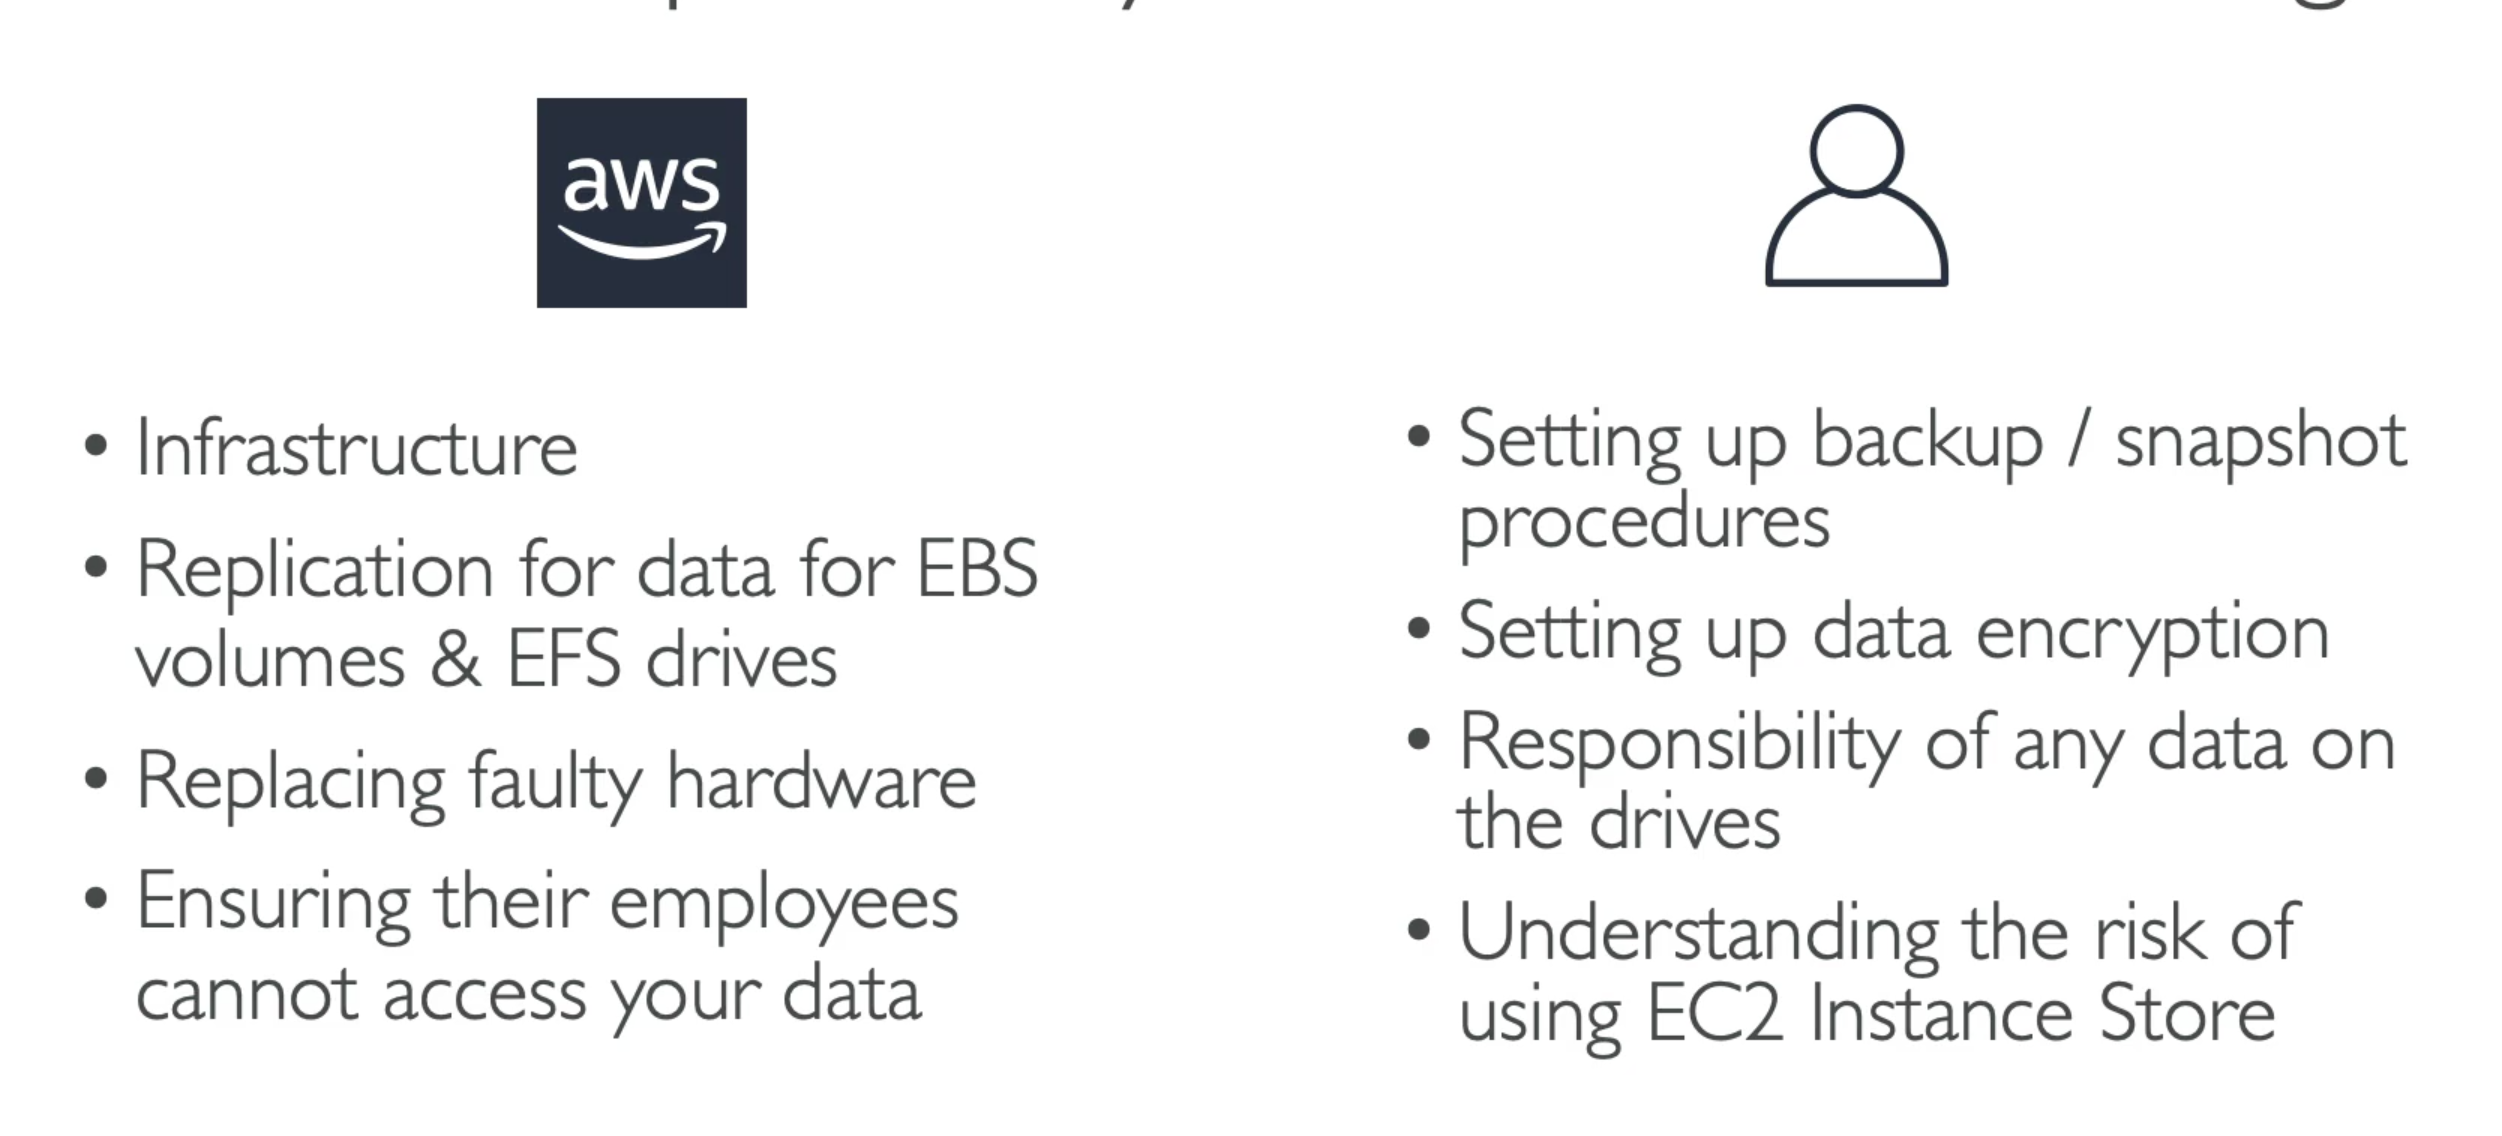 aws
• Infrastructure
• Replication for data for EBS
volumes & EFS drives
• Replacing faulty hardware
• Ensuring their employees
cannot access your data
• Setting up backup / snapshot
procedures
• Setting up data encryption
• Responsibility of any data on
the drives
• Understanding the risk of
using EC2 Instance Store